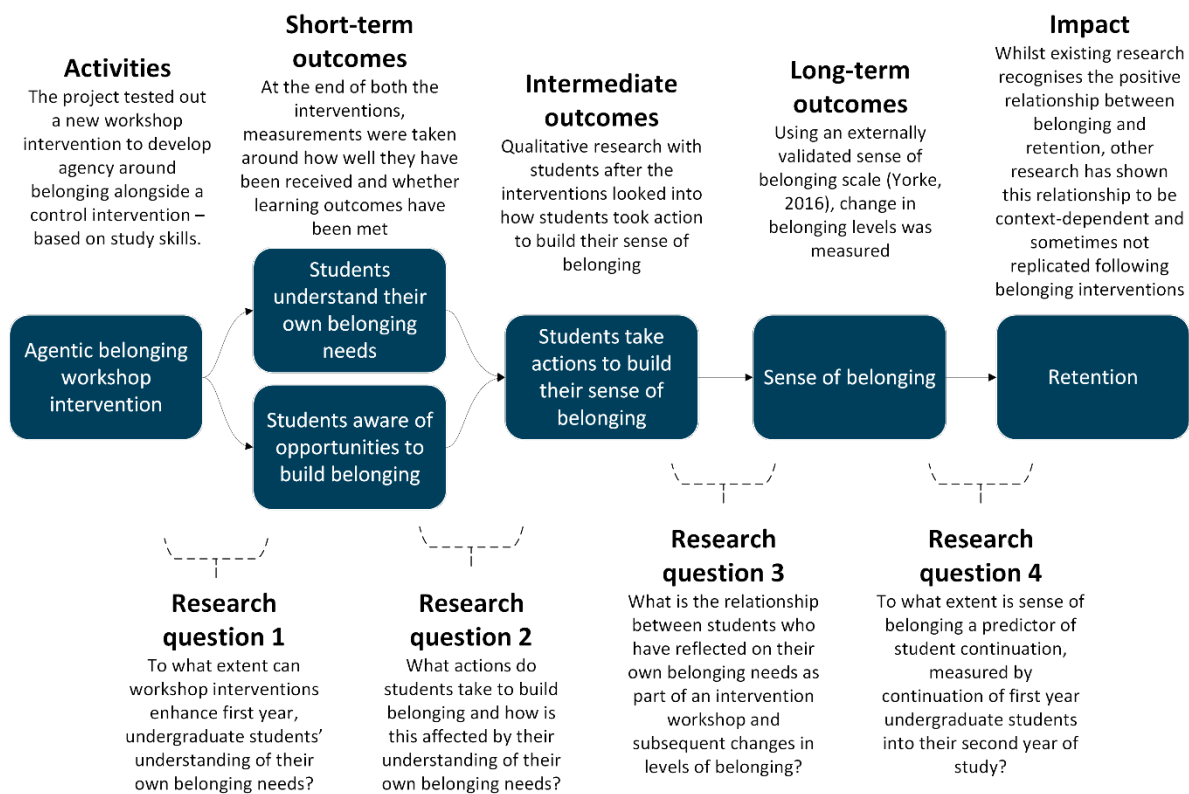 Activities
The project tested out
a new workshop
intervention to develop
agency around
belonging alongside a
control intervention –
based on study skills.
Short-term
outcomes
At the end of both the
interventions,
measurements were taken
around how well they have
been received and whether
learning outcomes have
been met
Intermediate
outcomes
Qualitative research with
students after the
interventions looked into
how students took action
to build their sense of
belonging
Long-term
outcomes
Using an externally
validated sense of
belonging scale (Yorke,
2016), change in
belonging levels was
measured
Impact
Whilst existing research
recognises the positive
relationship between
belonging and
retention, other
research has shown
this relationship to be
context-dependent and
sometimes not
replicated following
belonging interventions
Agentic belonging
workshop
intervention
Students
understand their
own belonging
needs
Students aware of
opportunities to
build belonging
Students take
actions to build
their sense of
belonging
Sense of belonging
Retention
Research
question 1
To what extent can
workshop interventions
enhance first year,
undergraduate students’
understanding of their
own belonging needs?
Research
question 2
What actions do
students take to build
belonging and how is
this affected by their
understanding of their
own belonging needs?
Research
question 3
What is the relationship
between students who
have reflected on their
own belonging needs as
part of an intervention
workshop and
subsequent changes in
levels of belonging?
Research
question 4
To what extent is sense of
belonging a predictor of
student continuation,
measured by
continuation of first year
undergraduate students
into their second year of
study?